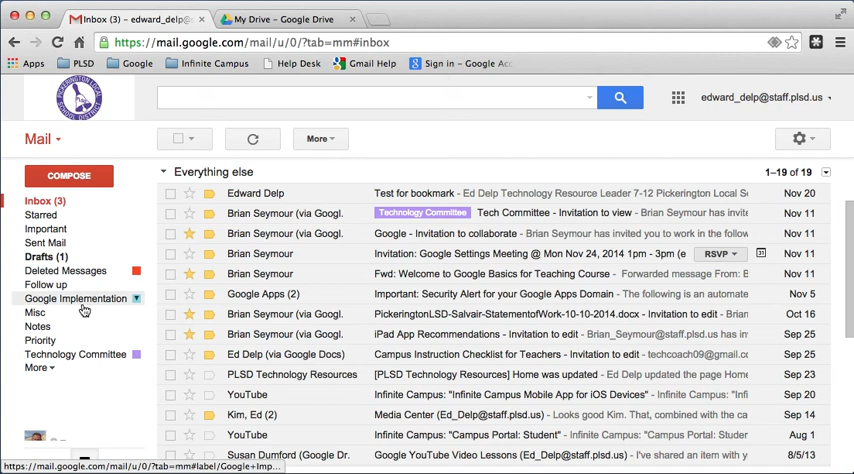 Inbox (3) – edward_delp@s × My Drive – Google Drive ×
https://mail.google.com/mail/u/0/?tab=mm#inbox
Apps PLSD Google Infinite Campus Help Desk Gmail Help Sign in – Google Acc
PICKERINGTON LOCAL SCHOOL DISTRICT
edward_delp@staff.plsd.us
Mail
More
COMPOSE
Inbox (3)
Starred
Important
Sent Mail
Drafts (1)
Deleted Messages
Follow up
Google Implementation
Misc
Notes
Priority
Technology Committee
More
Everything else 1–19 of 19
Edward Delp Test for bookmark - Ed Delp Technology Resource Leader 7-12 Pickerington Local S Nov 20
Brian Seymour (via Googl. Technology Committee Tech Committee - Invitation to view - Brian Seymour has invite Nov 11
Brian Seymour (via Googl. Google - Invitation to collaborate - Brian Seymour has invited you to work in the follow Nov 11
Brian Seymour Invitation: Google Settings Meeting @ Mon Nov 24, 2014 1pm - 3pm (e RSVP 31 Nov 11
Brian Seymour Fwd: Welcome to Google Basics for Teaching Course - Forwarded message From: B Nov 11
Google Apps (2) Important: Security Alert for your Google Apps Domain - The following is an automate Nov 5
Brian Seymour (via Googl. PickeringtonLSD-Salvair-StatementofWork-10-10-2014.docx - Invitation to edit - Brian Oct 16
Brian Seymour (via Googl. iPad App Recommendations - Invitation to edit - Brian_Seymour@staff.plsd.us has invi Sep 25
Ed Delp (via Google Docs) Campus Instruction Checklist for Teachers - Invitation to edit - techcoach09@gmail.cc Sep 25
PLSD Technology Resources [PLSD Technology Resources] Home was updated - Ed Delp updated the page Home Sep 23
YouTube Infinite Campus: "Infinite Campus Mobile App for iOS Devices" - Infinite Campus, Mobile Sep 20
Kim, Ed (2) Media Center (Ed_Delp@staff.plsd.us) - Looks good Kim. That, combined with the ca Sep 14
YouTube Infinite Campus: "Campus Portal: Student" - Infinite Campus "Campus Portal: Student" Aug 1
Susan Dumford (Google Dr. Google YouTube Video Lessons (Ed_Delp@staff.plsd.us) - I've shared an item with y 8/5/13
https://mail.google.com/mail/u/0/?tab=mm#label/Google+Imp...